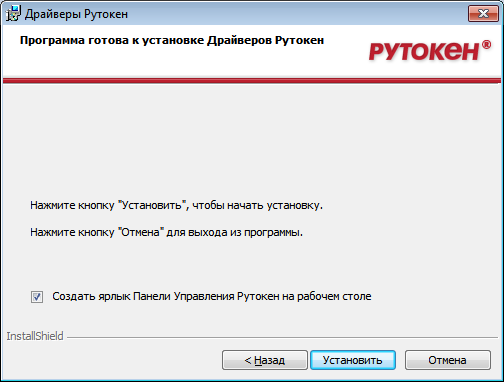 Драйверы Рутокен
Программа готова к установке Драйверов Рутокен
РУТОКЕН®
Нажмите кнопку "Установить", чтобы начать установку.
Нажмите кнопку "Отмена" для выхода из программы.
Создать ярлык Панели Управления Рутокен на рабочем столе
InstallShield
< Назад
Установить
Отмена